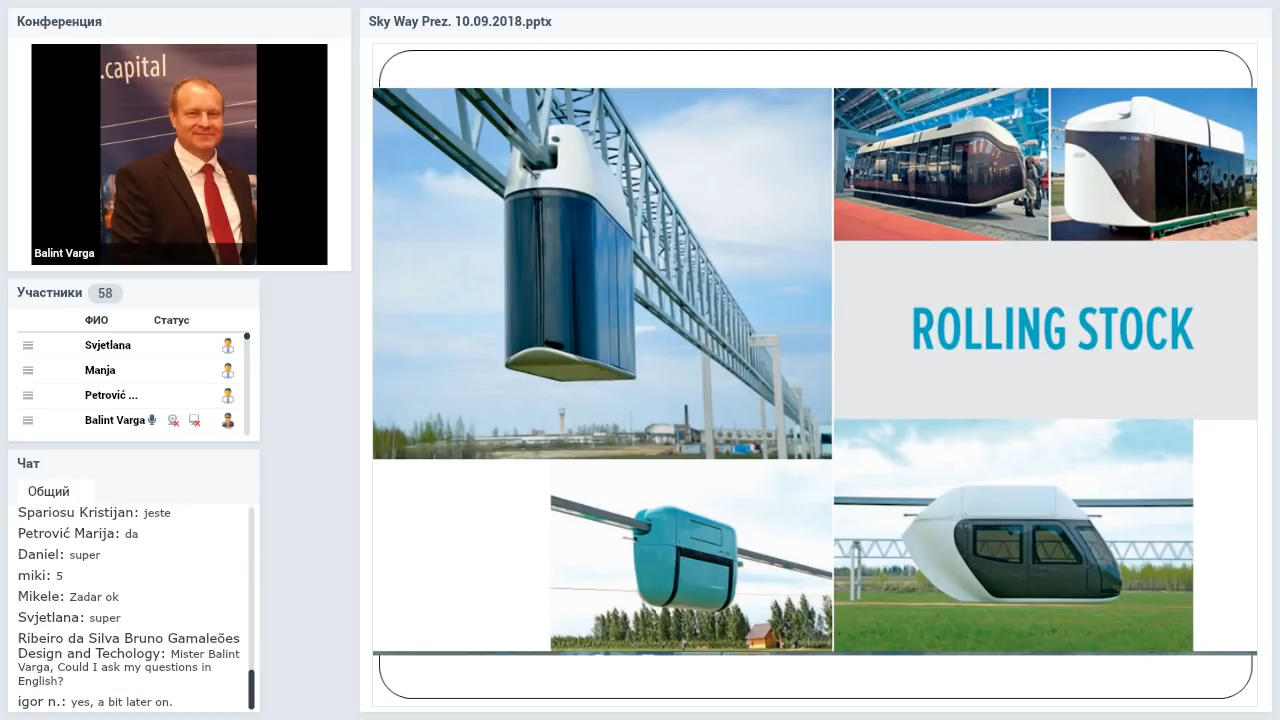 Конференция
.capital
Balint Varga
Участники 58
ФИО Статус
Svjetlana
Manja
Petrović ...
Balint Varga
Чат
Общий
Spariosu Kristijan: jeste
Petrović Marija: da
Daniel: super
miki: 5
Mikele: Zadar ok
Svjetlana: super
Ribeiro da Silva Bruno Gamaleões
Design and Techology: Mister Balint
Varga, Could I ask my questions in
English?
igor n.: yes, a bit later on.
Sky Way Prez. 10.09.2018.pptx
ROLLING STOCK